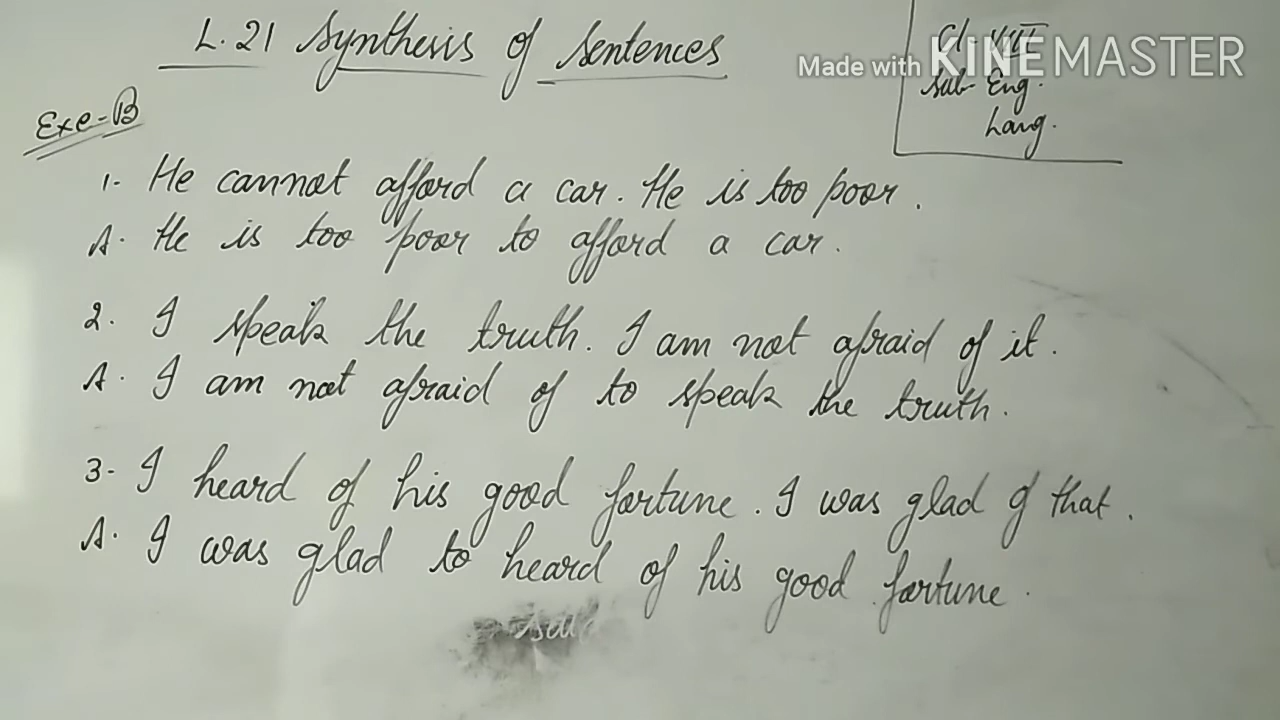 L. 21 Synthesis of Sentences
Cl - VIII
Made with KINEMASTER
Sub - Eng.
Lang.
Exe - B
1- He cannot afford a car. He is too poor.
A. He is too poor to afford a car.
2. I speak the truth. I am not afraid of it.
A. I am not afraid of to speak the truth.
3- I heard of his good fortune. I was glad of that.
A. I was glad to heard of his good fortune.